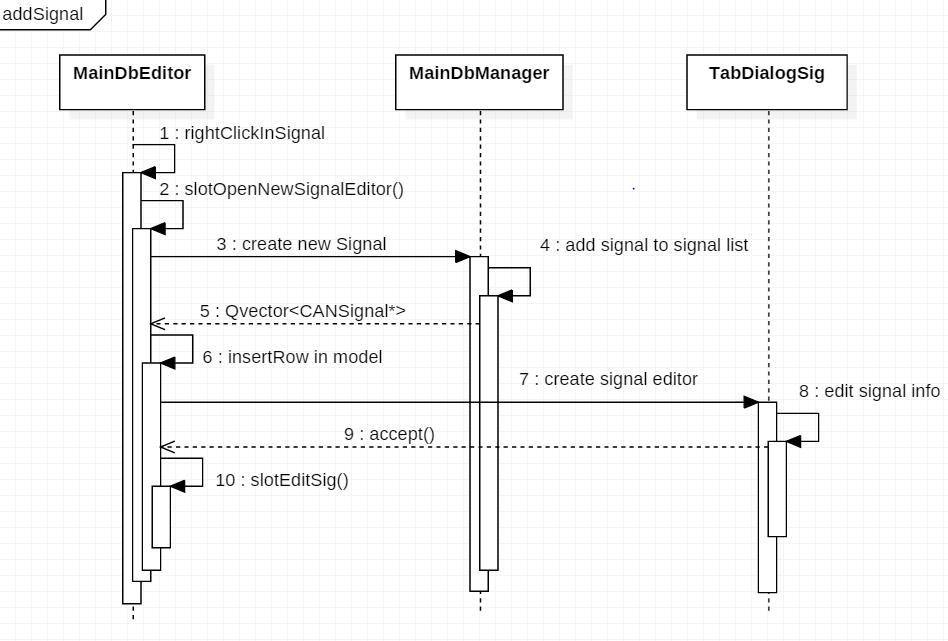 addSignal
MainDbEditor
MainDbManager
TabDialogSig
1 : rightClickInSignal
2 : slotOpenNewSignalEditor()
3 : create new Signal
4 : add signal to signal list
5 : Qvector<CANSignal*>
6 : insertRow in model
7 : create signal editor
8 : edit signal info
9 : accept()
10 : slotEditSig()